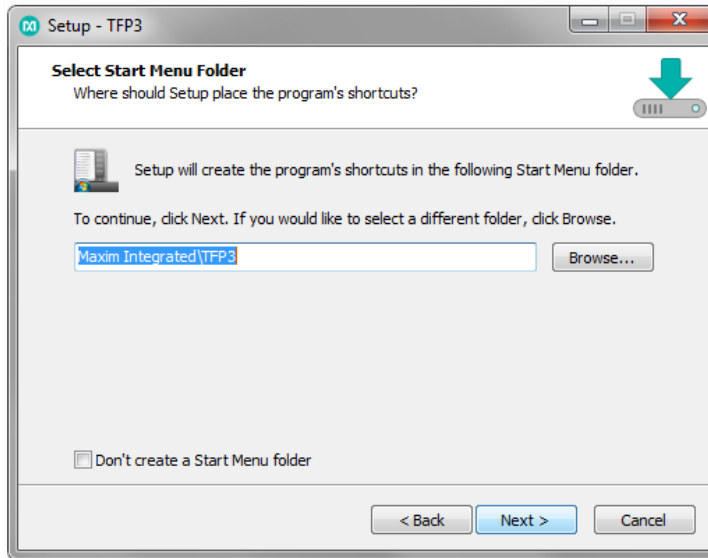 Setup - TFP3
Select Start Menu Folder
Where should Setup place the program's shortcuts?
Setup will create the program's shortcuts in the following Start Menu folder.
To continue, click Next. If you would like to select a different folder, click Browse.
Maxim Integrated\TFP3
Browse...
Don't create a Start Menu folder
< Back
Next >
Cancel